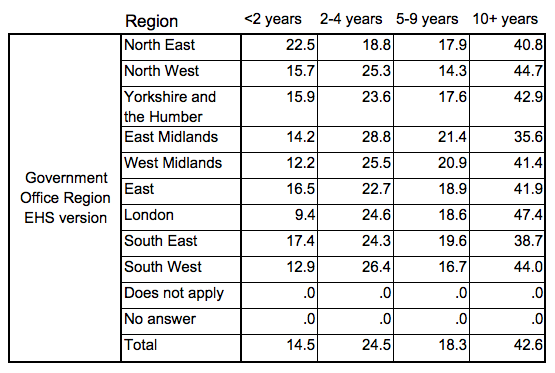 Region <2 years 2-4 years 5-9 years 10+ years
Government
Office Region
EHS version
North East 22.5 18.8 17.9 40.8
North West 15.7 25.3 14.3 44.7
Yorkshire and 15.9 23.6 17.6 42.9
the Humber
East Midlands 14.2 28.8 21.4 35.6
West Midlands 12.2 25.5 20.9 41.4
East 16.5 22.7 18.9 41.9
London 9.4 24.6 18.6 47.4
South East 17.4 24.3 19.6 38.7
South West 12.9 26.4 16.7 44.0
Does not apply .0 .0 .0 .0
No answer .0 .0 .0 .0
Total 14.5 24.5 18.3 42.6